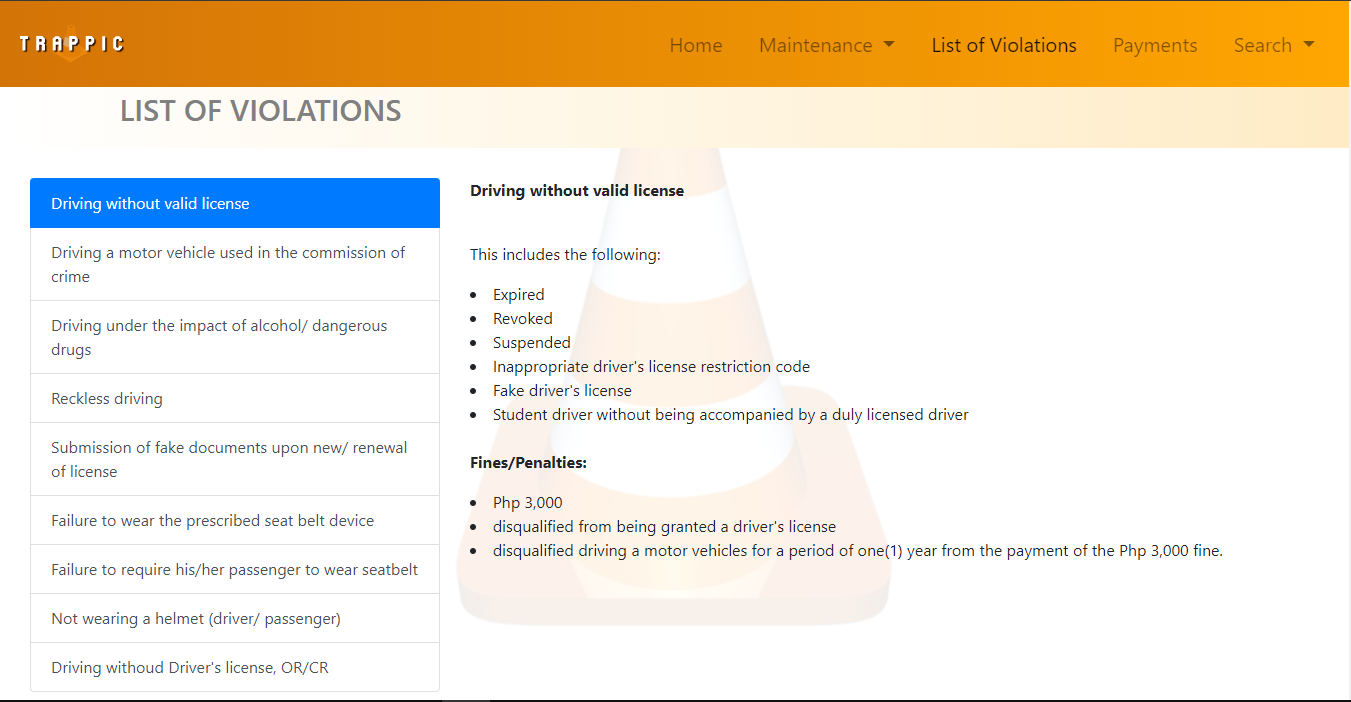 TRAPPIC
Home
Maintenance
List of Violations
Payments
Search
LIST OF VIOLATIONS
Driving without valid license
Driving a motor vehicle used in the commission of
crime
Driving under the impact of alcohol/ dangerous
drugs
Reckless driving
Submission of fake documents upon new/ renewal
of license
Failure to wear the prescribed seat belt device
Failure to require his/her passenger to wear seatbelt
Not wearing a helmet (driver/ passenger)
Driving withoud Driver's license, OR/CR
Driving without valid license
This includes the following:
Expired
Revoked
Suspended
Inappropriate driver's license restriction code
Fake driver's license
Student driver without being accompanied by a duly licensed driver
Fines/Penalties:
Php 3,000
disqualified from being granted a driver's license
disqualified driving a motor vehicles for a period of one(1) year from the payment of the Php 3,000 fine.